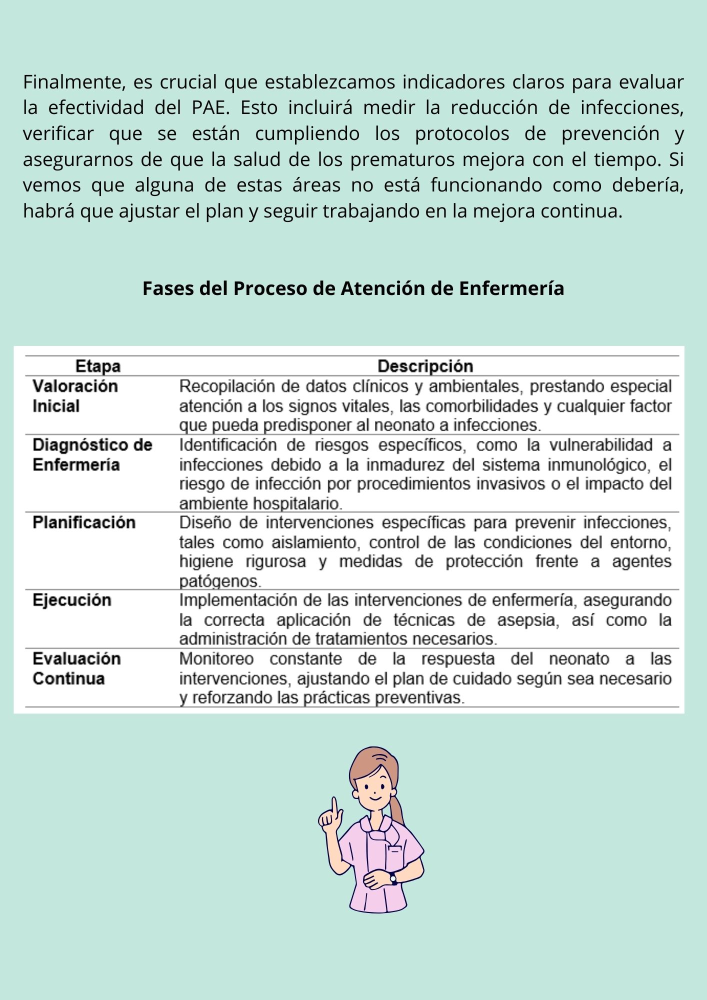 Finalmente, es crucial que establezcamos indicadores claros para evaluar
la efectividad del PAE. Esto incluirá medir la reducción de infecciones,
verificar que se están cumpliendo los protocolos de prevención y
asegurarnos de que la salud de los prematuros mejora con el tiempo. Si
vemos que alguna de estas áreas no está funcionando como debería,
habrá que ajustar el plan y seguir trabajando en la mejora continua.
Fases del Proceso de Atención de Enfermería
Etapa Descripción
Valoración Recopilación de datos clínicos y ambientales, prestando especial
Inicial atención a los signos vitales, las comorbilidades y cualquier factor
que pueda predisponer al neonato a infecciones.
Diagnóstico de Identificación de riesgos específicos, como la vulnerabilidad a
Enfermería infecciones debido a la inmadurez del sistema inmunológico, el
riesgo de infección por procedimientos invasivos o el impacto del
ambiente hospitalario.
Planificación Diseño de intervenciones específicas para prevenir infecciones,
tales como aislamiento, control de las condiciones del entorno,
higiene rigurosa y medidas de protección frente a agentes
patógenos.
Ejecución Implementación de las intervenciones de enfermería, asegurando
la correcta aplicación de técnicas de asepsia, así como la
administración de tratamientos necesarios.
Evaluación Monitoreo constante de la respuesta del neonato a las
Continua intervenciones, ajustando el plan de cuidado según sea necesario
y reforzando las prácticas preventivas.